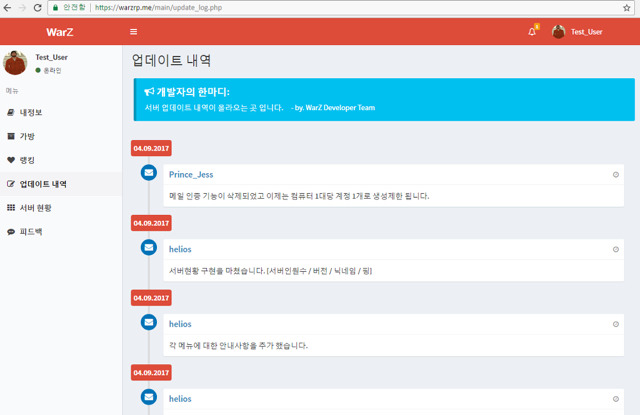 안전함 | https://warzrp.me/main/update_log.php
WarZ
4
Test_User
Test_User
온라인
메뉴
내정보
가방
랭킹
업데이트 내역
서버 현황
피드백
업데이트 내역
개발자의 한마디:
서버 업데이트 내역이 올라오는 곳 입니다. - by. WarZ Developer Team
04.09.2017
Prince_Jess
메일 인증 기능이 삭제되었고 이제는 컴퓨터 1대당 계정 1개로 생성제한 됩니다.
04.09.2017
helios
서버현황 구현을 마쳤습니다. [서버인원수 / 버전 / 닉네임 / 핑]
04.09.2017
helios
각 메뉴에 대한 안내사항을 추가 했습니다.
04.09.2017
helios